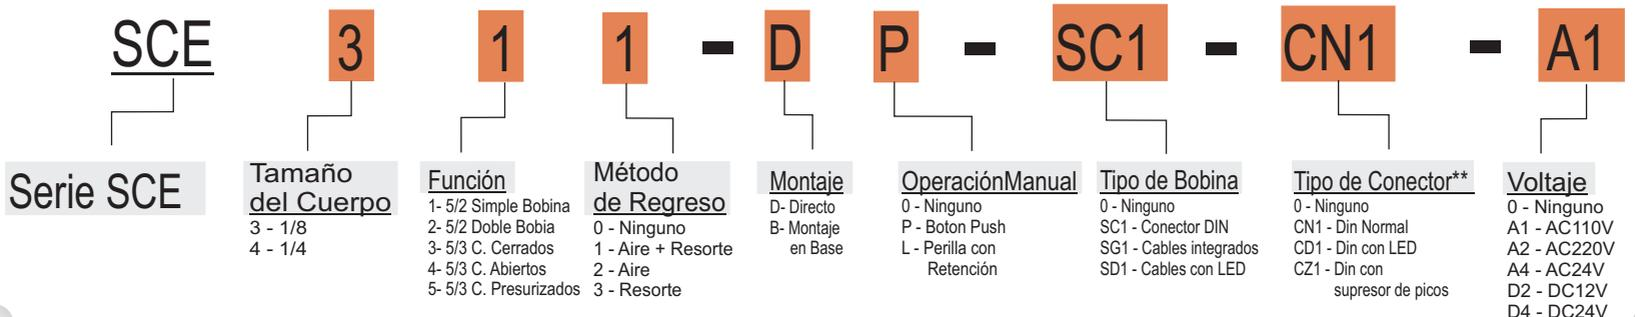 SCE 3 1 1 - D P - SC1 - CN1 - A1
Serie SCE
Tamaño
del Cuerpo
3 - 1/8
4 - 1/4
Función
1- 5/2 Simple Bobina
2- 5/2 Doble Bobia
3- 5/3 C. Cerrados
4- 5/3 C. Abiertos
5- 5/3 C. Presurizados
Método
de Regreso
0 - Ninguno
1 - Aire + Resorte
2 - Aire
3 - Resorte
Montaje
D- Directo
B- Montaje
en Base
OperaciónManual
0 - Ninguno
P - Boton Push
L - Perilla con
Retención
Tipo de Bobina
0 - Ninguno
SC1 - Conector DIN
SG1 - Cables integrados
SD1 - Cables con LED
Tipo de Conector**
0 - Ninguno
CN1 - Din Normal
CD1 - Din con LED
CZ1 - Din con
supresor de picos
Voltaje
0 - Ninguno
A1 - AC110V
A2 - AC220V
A4 - AC24V
D2 - DC12V
D4 - DC24V